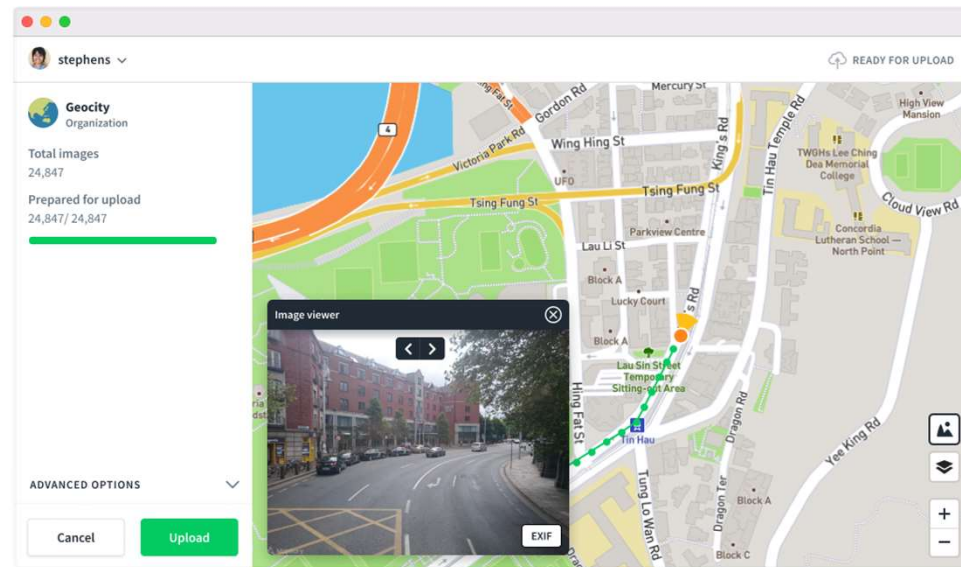 stephens
READY FOR UPLOAD
Geocity
Organization
Total images
24,847
Prepared for upload
24,847/ 24,847
ADVANCED OPTIONS
Cancel
Upload
Image viewer
EXIF
4
Gordon Rd
Mercury St
Victoria Park Rd
Wing Hing St
King's Rd
Tin Hau Temple Rd
High View
Mansion
TWGHs Lee Ching
Dea Memorial
College
UFO
Tsing Fung St
Tsing Fung St
Cloud View Rd
Parkview Centre
Concordia
Lutheran School —
North Point
Lau Li St
Block A
Lucky Court
's Rd
Block A
Lau Sin Street
Temporary
Sitting-out Area
Hing Fat St
Tin Hau
Dragon Rd
Yee King Rd
Tung Lo Wan Rd
Dragon Ter
Block A
Block C